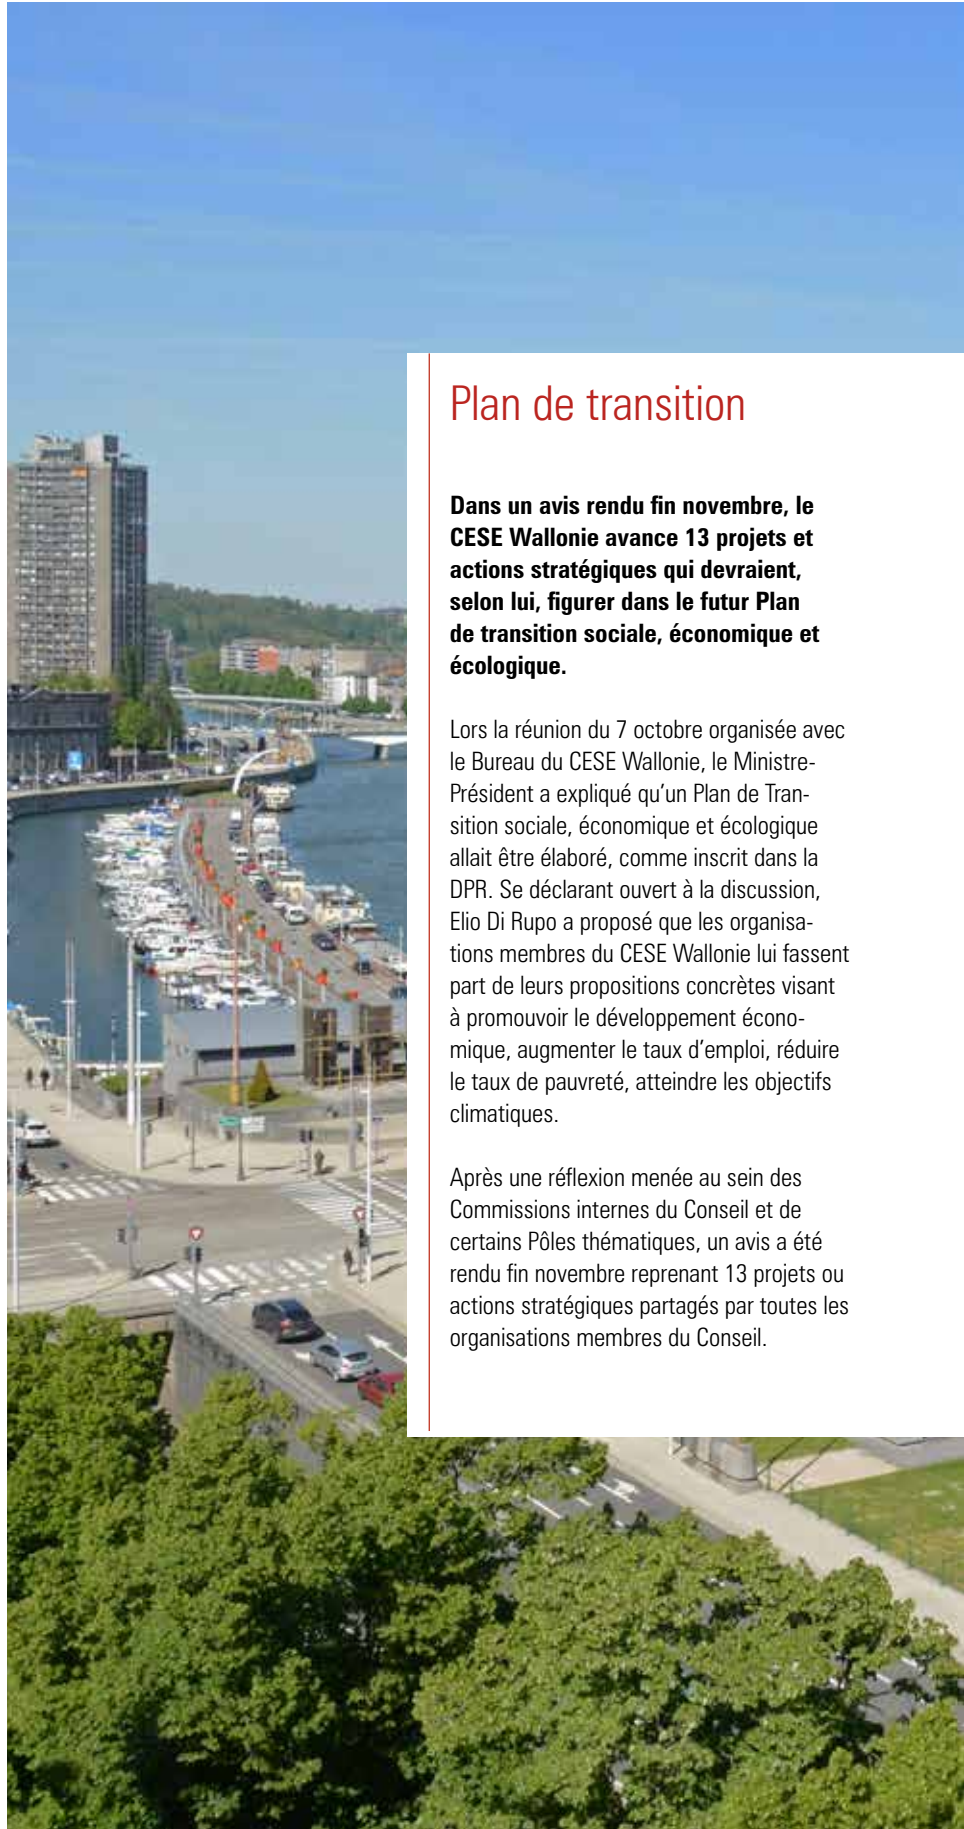 Plan de transition
Dans un avis rendu fin novembre, le
CESE Wallonie avance 13 projets et
actions stratégiques qui devraient,
selon lui, figurer dans le futur Plan
de transition sociale, économique et
écologique.
Lors la réunion du 7 octobre organisée avec
le Bureau du CESE Wallonie, le Ministre-
Président a expliqué qu’un Plan de Tran-
sition sociale, économique et écologique
allait être élaboré, comme inscrit dans la
DPR. Se déclarant ouvert à la discussion,
Elio Di Rupo a proposé que les organisa-
tions membres du CESE Wallonie lui fassent
part de leurs propositions concrètes visant
à promouvoir le développement écono-
mique, augmenter le taux d’emploi, réduire
le taux de pauvreté, atteindre les objectifs
climatiques.
Après une réflexion menée au sein des
Commissions internes du Conseil et de
certains Pôles thématiques, un avis a été
rendu fin novembre reprenant 13 projets ou
actions stratégiques partagés par toutes les
organisations membres du Conseil.